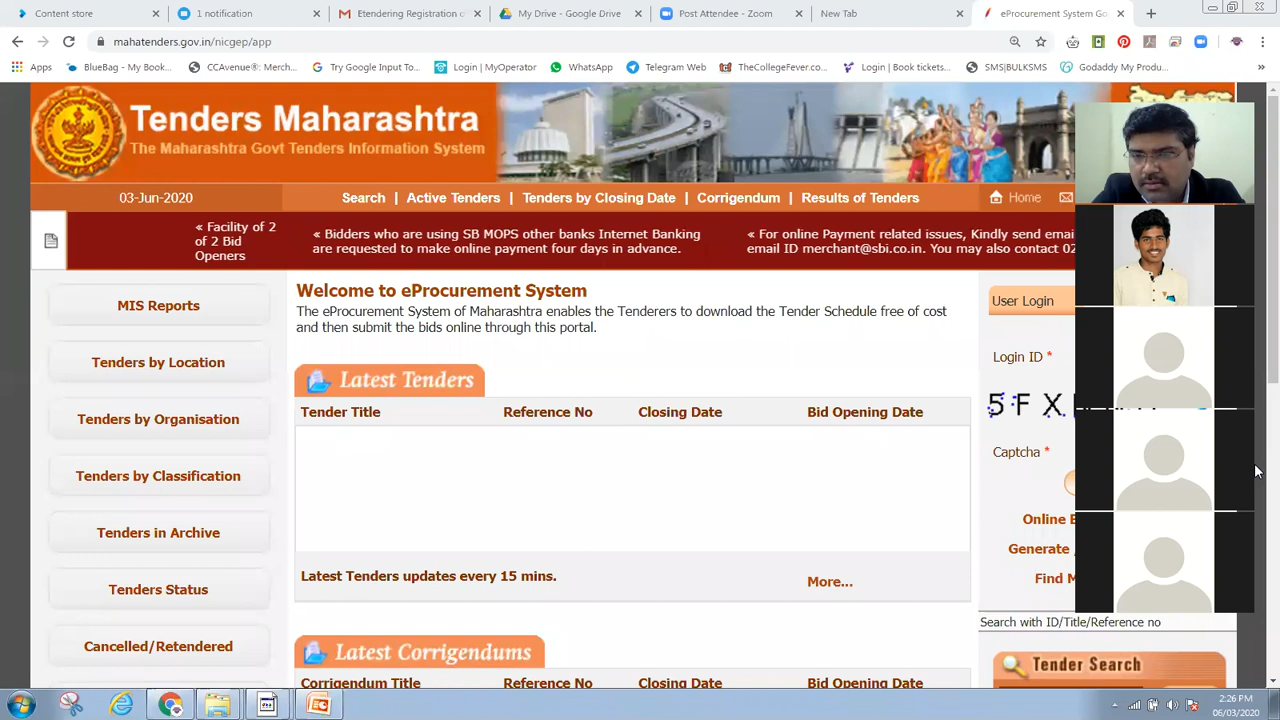 Content store
1 notification
Etendering Registration d
My Drive - Google Drive
Post Attendee - Zoom
New Tab
eProcurement System Go
mahatenders.gov.in/nicgep/app
Apps
BlueBag - My Book...
CCAvenue®: Merch...
Try Google Input To...
Login | MyOperator
WhatsApp
Telegram Web
TheCollegeFever.co...
Login | Book tickets...
SMS|BULKSMS
Godaddy My Produ...
»
Tenders Maharashtra
The Maharashtra Govt Tenders Information System
03-Jun-2020
Search | Active Tenders | Tenders by Closing Date | Corrigendum | Results of Tenders
Home
« Facility of 2
of 2 Bid
Openers
« Bidders who are using SB MOPS other banks Internet Banking
are requested to make online payment four days in advance.
« For online Payment related issues, Kindly send emai
email ID merchant@sbi.co.in. You may also contact 02
MIS Reports
Tenders by Location
Tenders by Organisation
Tenders by Classification
Tenders in Archive
Tenders Status
Cancelled/Retendered
Welcome to eProcurement System
The eProcurement System of Maharashtra enables the Tenderers to download the Tender Schedule free of cost
and then submit the bids online through this portal.
Latest Tenders
Tender Title Reference No Closing Date Bid Opening Date
Latest Tenders updates every 15 mins.
More...
Latest Corrigendums
Corrigendum Title Reference No Closing Date Bid Opening Date
User Login
Login ID *
5 F X
Captcha *
Online
Generate
Find
Search with ID/Title/Reference no
Tender Search
2:26 PM
06/03/2020